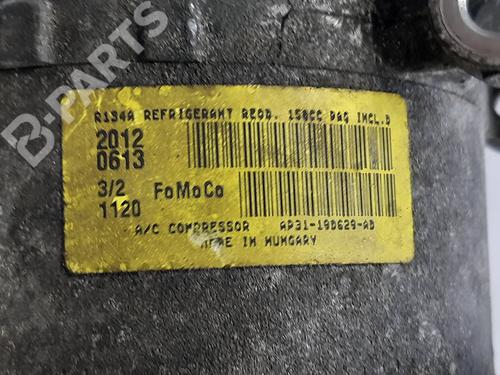 B-PARTS
R134A REFRIGERANT REQD. 150CC PAG INCL.D
2012
0613
3/2 FoMoCo
1120
A/C COMPRESSOR AP31-19D629-AD
MADE IN HUNGARY